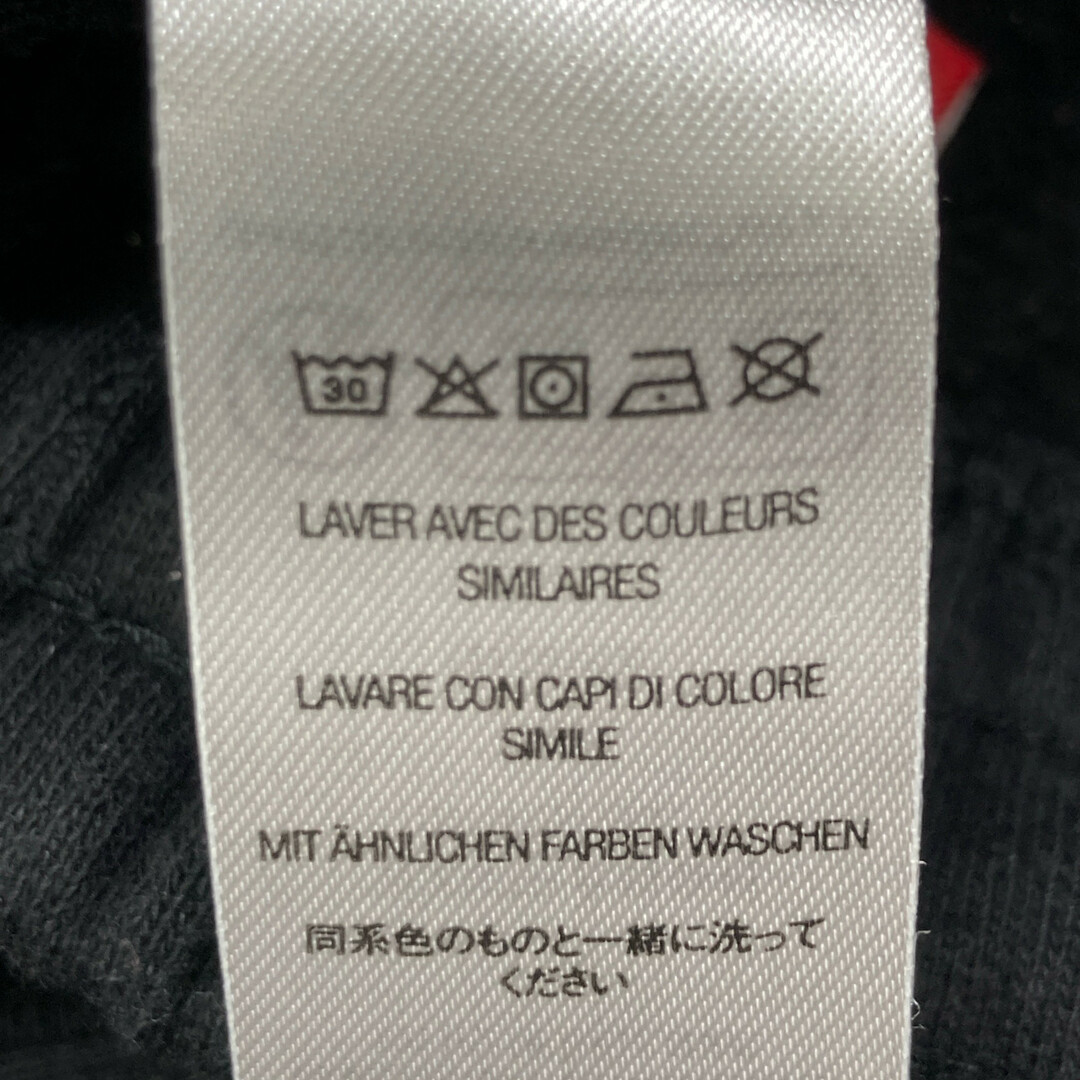 30
LAVER AVEC DES COULEURS
SIMILAIRES
LAVARE CON CAPI DI COLORE
SIMILE
MIT ÄHNLICHEN FARBEN WASCHEN
同系色のものと一緒に洗って
ください